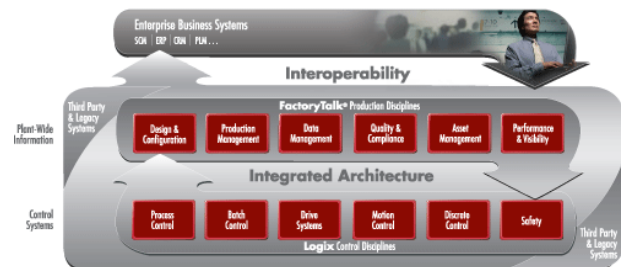 Enterprise Business Systems
SCM | ERP | CRM | PLM ...
Interoperability
Third Party
& Legacy
Systems
FactoryTalk® Production Disciplines
Plant-Wide
Information
Design &
Configuration
Production
Management
Data
Management
Quality &
Compliance
Asset
Management
Performance
& Visibility
Integrated Architecture
Control
Systems
Process
Control
Batch
Control
Drive
Systems
Motion
Control
Discrete
Control
Safety
Logix Control Disciplines
Third Party
& Legacy
Systems